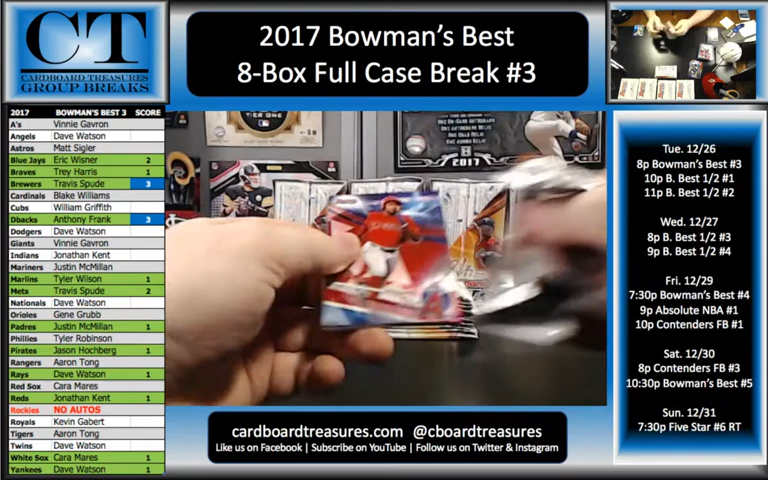 CT
CARDBOARD TREASURES
GROUP BREAKS
2017 Bowman's Best
8-Box Full Case Break #3
2017 BOWMAN'S BEST 3 SCORE
A's Vinnie Gavron
Angels Dave Watson
Astros Matt Sigler
Blue Jays Eric Wisner 2
Braves Trey Harris 1
Brewers Travis Spude 3
Cardinals Blake Williams
Cubs William Griffith
Dbacks Anthony Frank 3
Dodgers Dave Watson
Giants Vinnie Gavron
Indians Jonathan Kent
Mariners Justin McMillan
Marlins Tyler Wilson 1
Mets Travis Spude 2
Nationals Dave Watson
Orioles Gene Grubb
Padres Justin McMillan 1
Phillies Tyler Robinson
Pirates Jason Hochberg 1
Rangers Aaron Tong
Rays Dave Watson 1
Red Sox Cara Mares
Reds Jonathan Kent 1
Rockies NO AUTOS
Royals Kevin Gabert
Tigers Aaron Tong
Twins Dave Watson
White Sox Cara Mares 1
Yankees Dave Watson 1
TIER ONE
2017
Tue. 12/26
8p Bowman's Best #3
10p B. Best 1/2 #1
11p B. Best 1/2 #2
Wed. 12/27
8p B. Best 1/2 #3
9p B. Best 1/2 #4
Fri. 12/29
7:30p Bowman's Best #4
9p Absolute NBA #1
10p Contenders FB #1
Sat. 12/30
8p Contenders FB #3
10:30p Bowman's Best #5
Sun. 12/31
7:30p Five Star #6 RT
cardboardtreasures.com @cboardtreasures
Like us on Facebook | Subscribe on YouTube | Follow us on Twitter & Instagram